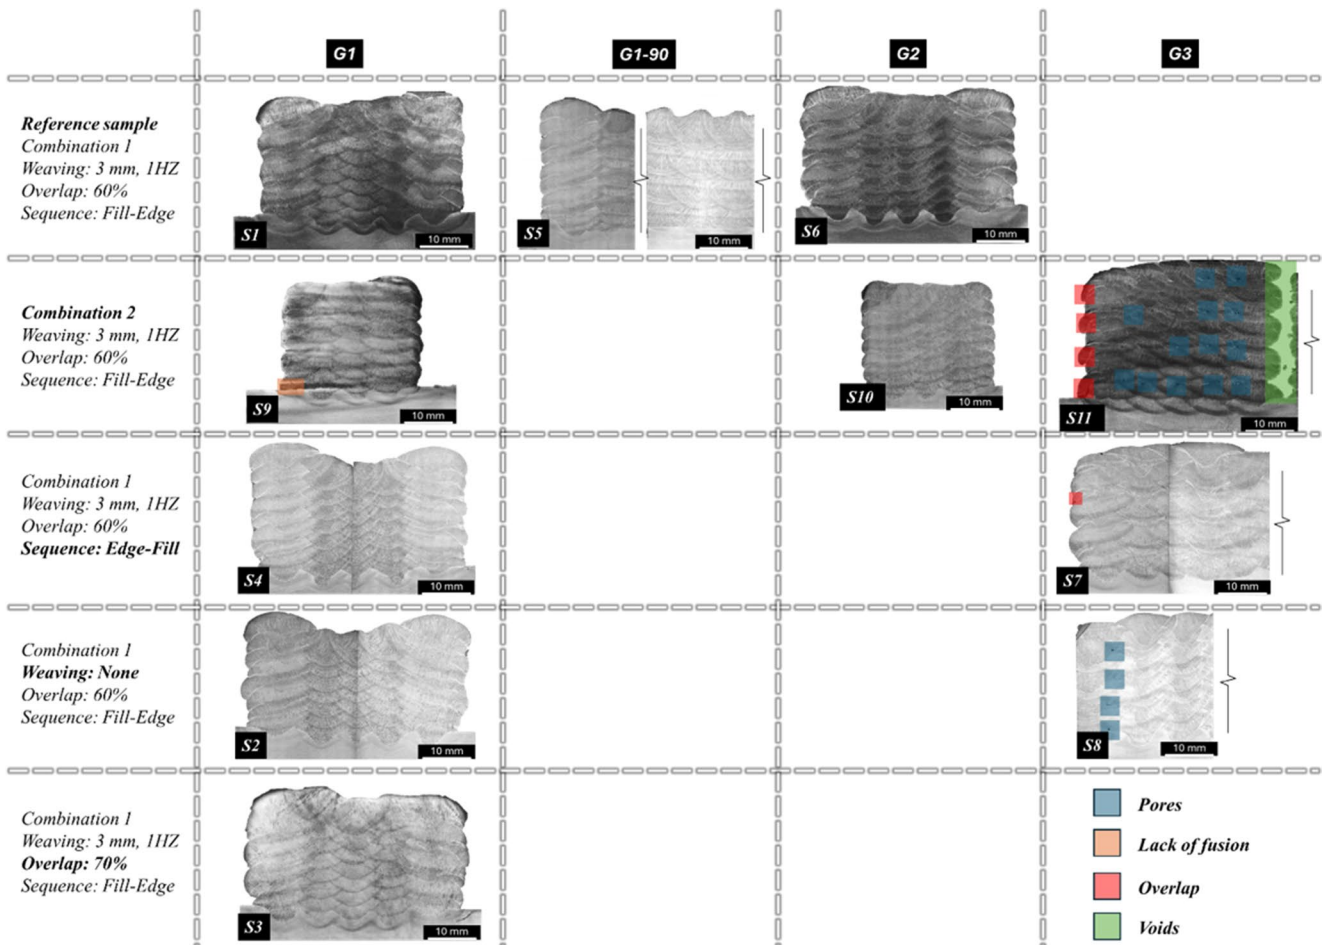 G1
G1-90
G2
G3
Reference sample
Combination 1
Weaving: 3 mm, 1HZ
Overlap: 60%
Sequence: Fill-Edge
S1
10 mm
S5
10 mm
S6
10 mm
Combination 2
Weaving: 3 mm, 1HZ
Overlap: 60%
Sequence: Fill-Edge
S9
10 mm
S10
10 mm
S11
10 mm
Combination 1
Weaving: 3 mm, 1HZ
Overlap: 60%
Sequence: Edge-Fill
S4
10 mm
S7
10 mm
Combination 1
Weaving: None
Overlap: 60%
Sequence: Fill-Edge
S2
10 mm
S8
10 mm
Combination 1
Weaving: 3 mm, 1HZ
Overlap: 70%
Sequence: Fill-Edge
S3
10 mm
Pores
Lack of fusion
Overlap
Voids